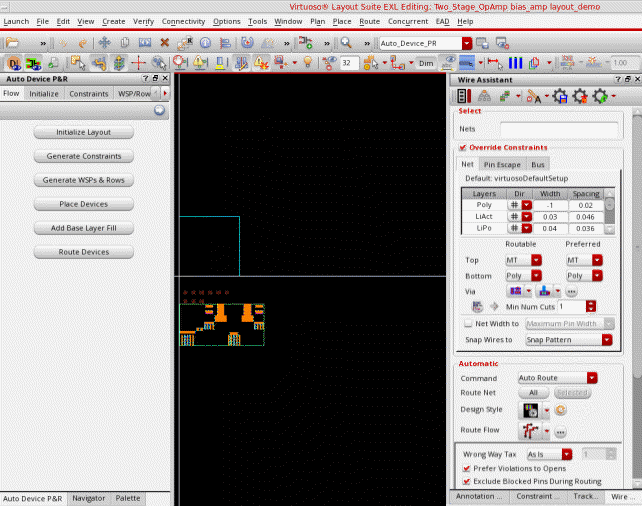 Virtuoso® Layout Suite EXL Editing: Two_Stage_OpAmp bias_amp layout_demo
Launch File Edit View Create Verify Connectivity Options Tools Window Plan Place Route Concurrent EAD Help
Auto_Device_PR
32
Dim
1.00
Auto Device P&R
Flow Initialize Constraints WSP/Row
Initialize Layout
Generate Constraints
Generate WSPs & Rows
Place Devices
Add Base Layer Fill
Route Devices
Auto Device P&R Navigator Palette
Wire Assistant
Select
Nets
Override Constraints
Net Pin Escape Bus
Default: virtuosoDefaultSetup
Layers Dir Width Spacing
Poly # -1 0.02
LiAct # 0.03 0.046
LiPo # 0.04 0.036
Routable Preferred
Top MT MT
Bottom Poly Poly
Via
Min Num Cuts 1
Net Width to Maximum Pin Width
Snap Wires to Snap Pattern
Automatic
Command Auto Route
Route Net All Selected
Design Style
Route Flow
Wrong Way Tax As Is 1
Prefer Violations to Opens
Exclude Blocked Pins During Routing
Annotation ... Constraint ... Track... Wire ...